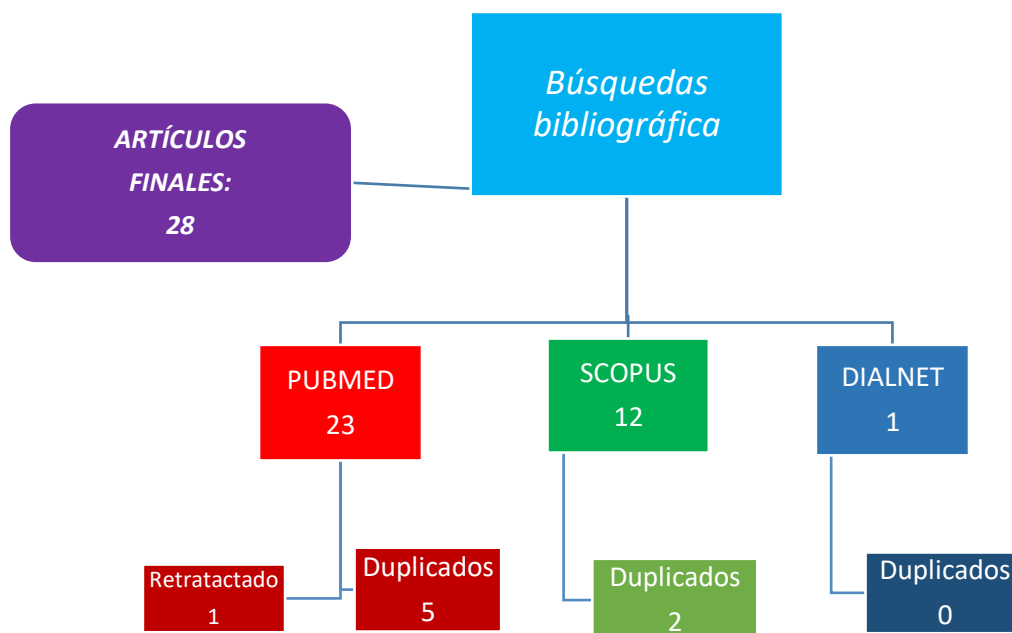 Búsquedas
bibliográfica
ARTÍCULOS
FINALES:
28
PUBMED
23
SCOPUS
12
DIALNET
1
Retratactado
1
Duplicados
5
Duplicados
2
Duplicados
0